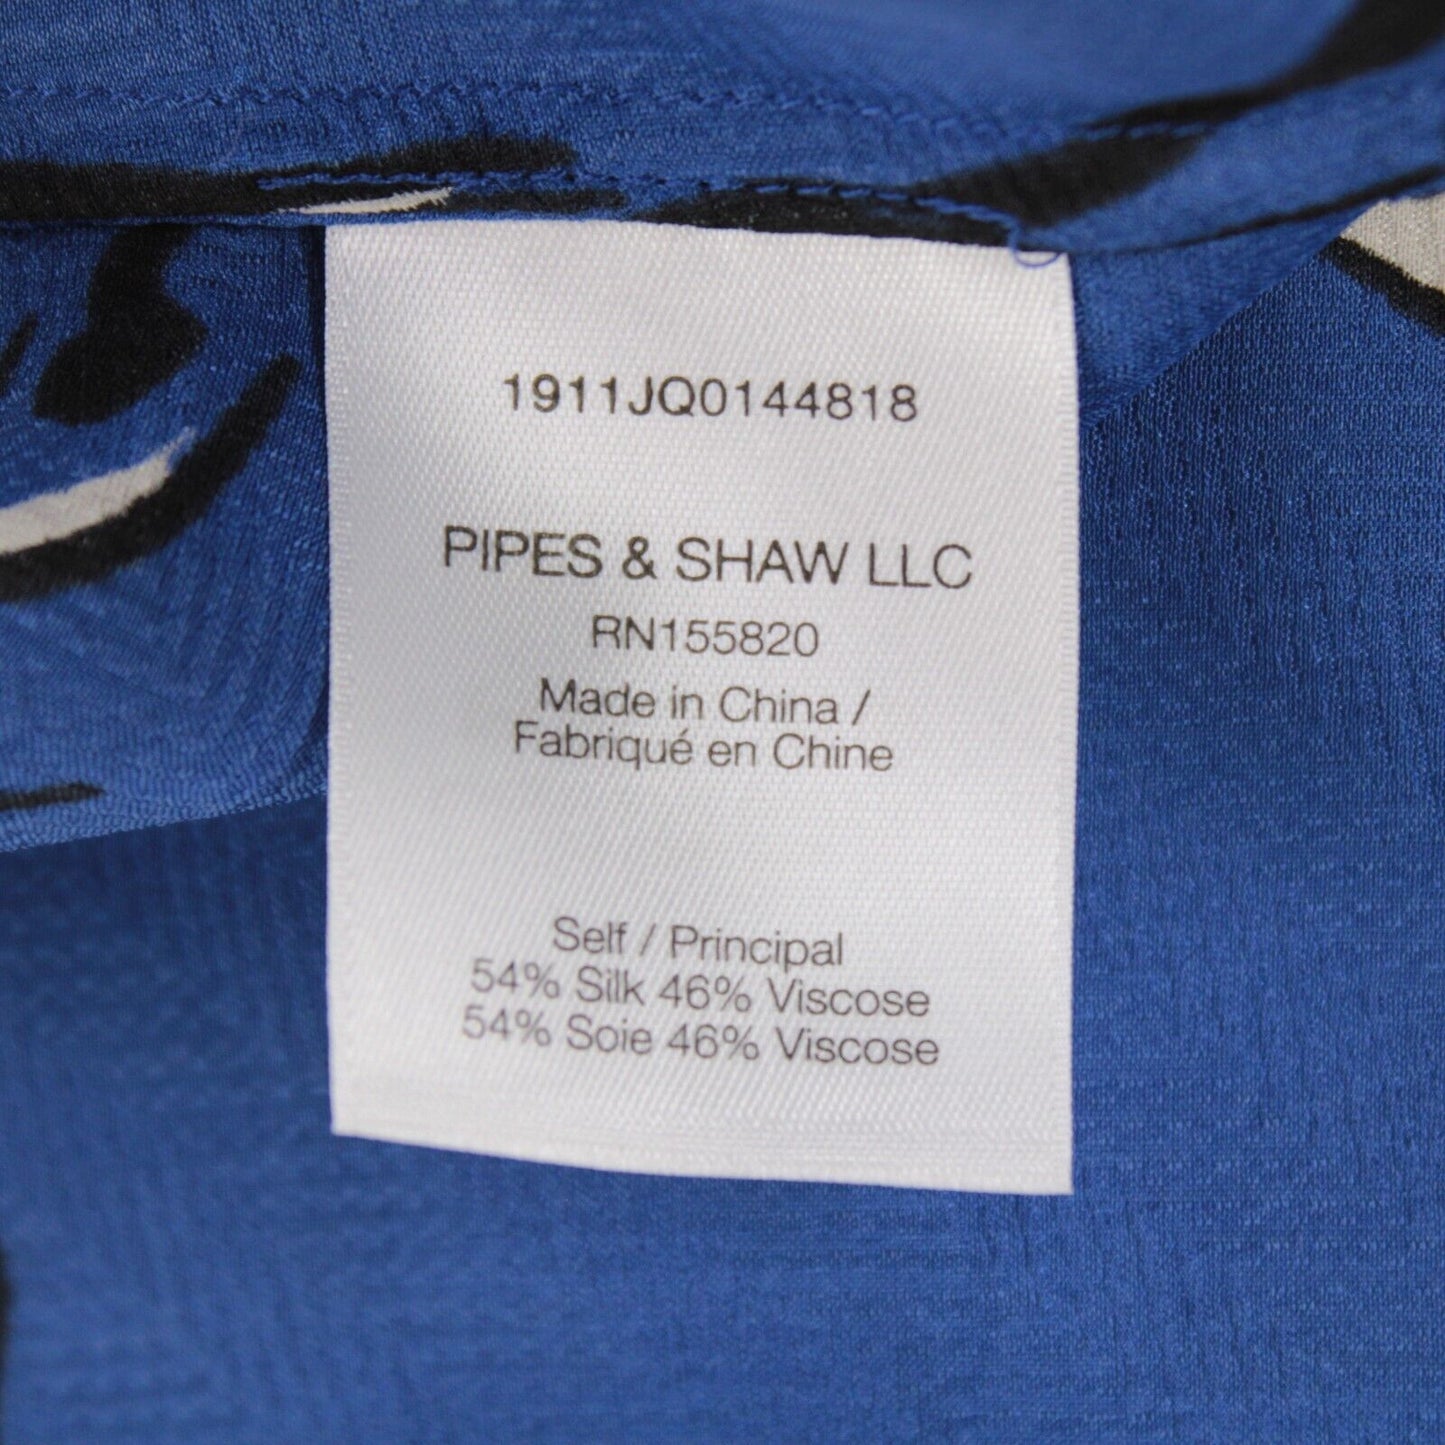 1911JQ0144818
PIPES & SHAW LLC
RN155820
Made in China /
Fabriqué en Chine
Self / Principal
54% Silk 46% Viscose
54% Soie 46% Viscose